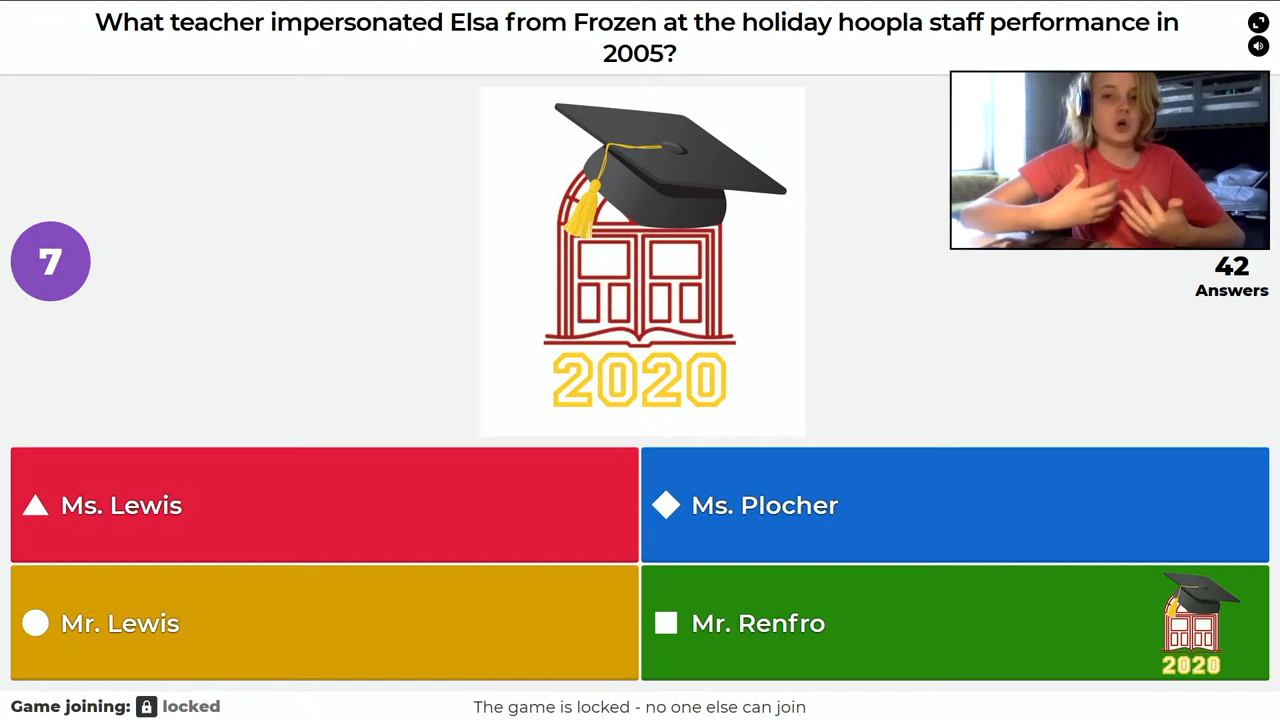 What teacher impersonated Elsa from Frozen at the holiday hoopla staff performance in
2005?
7
42
Answers
2020
Ms. Lewis
Ms. Plocher
Mr. Lewis
Mr. Renfro
2020
Game joining: locked
The game is locked - no one else can join